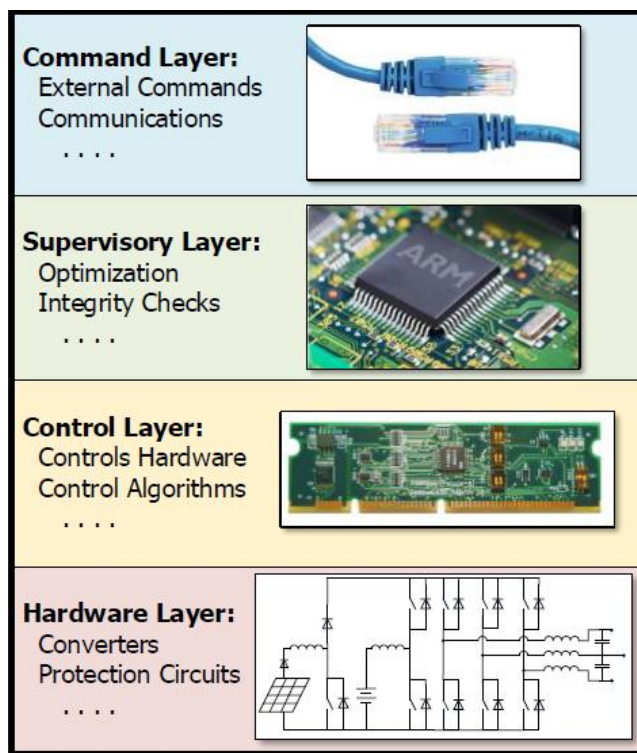 Command Layer:
External Commands
Communications
. . . .
Supervisory Layer:
Optimization
Integrity Checks
. . . .
ARM
Control Layer:
Controls Hardware
Control Algorithms
. . . .
Hardware Layer:
Converters
Protection Circuits
. . . .